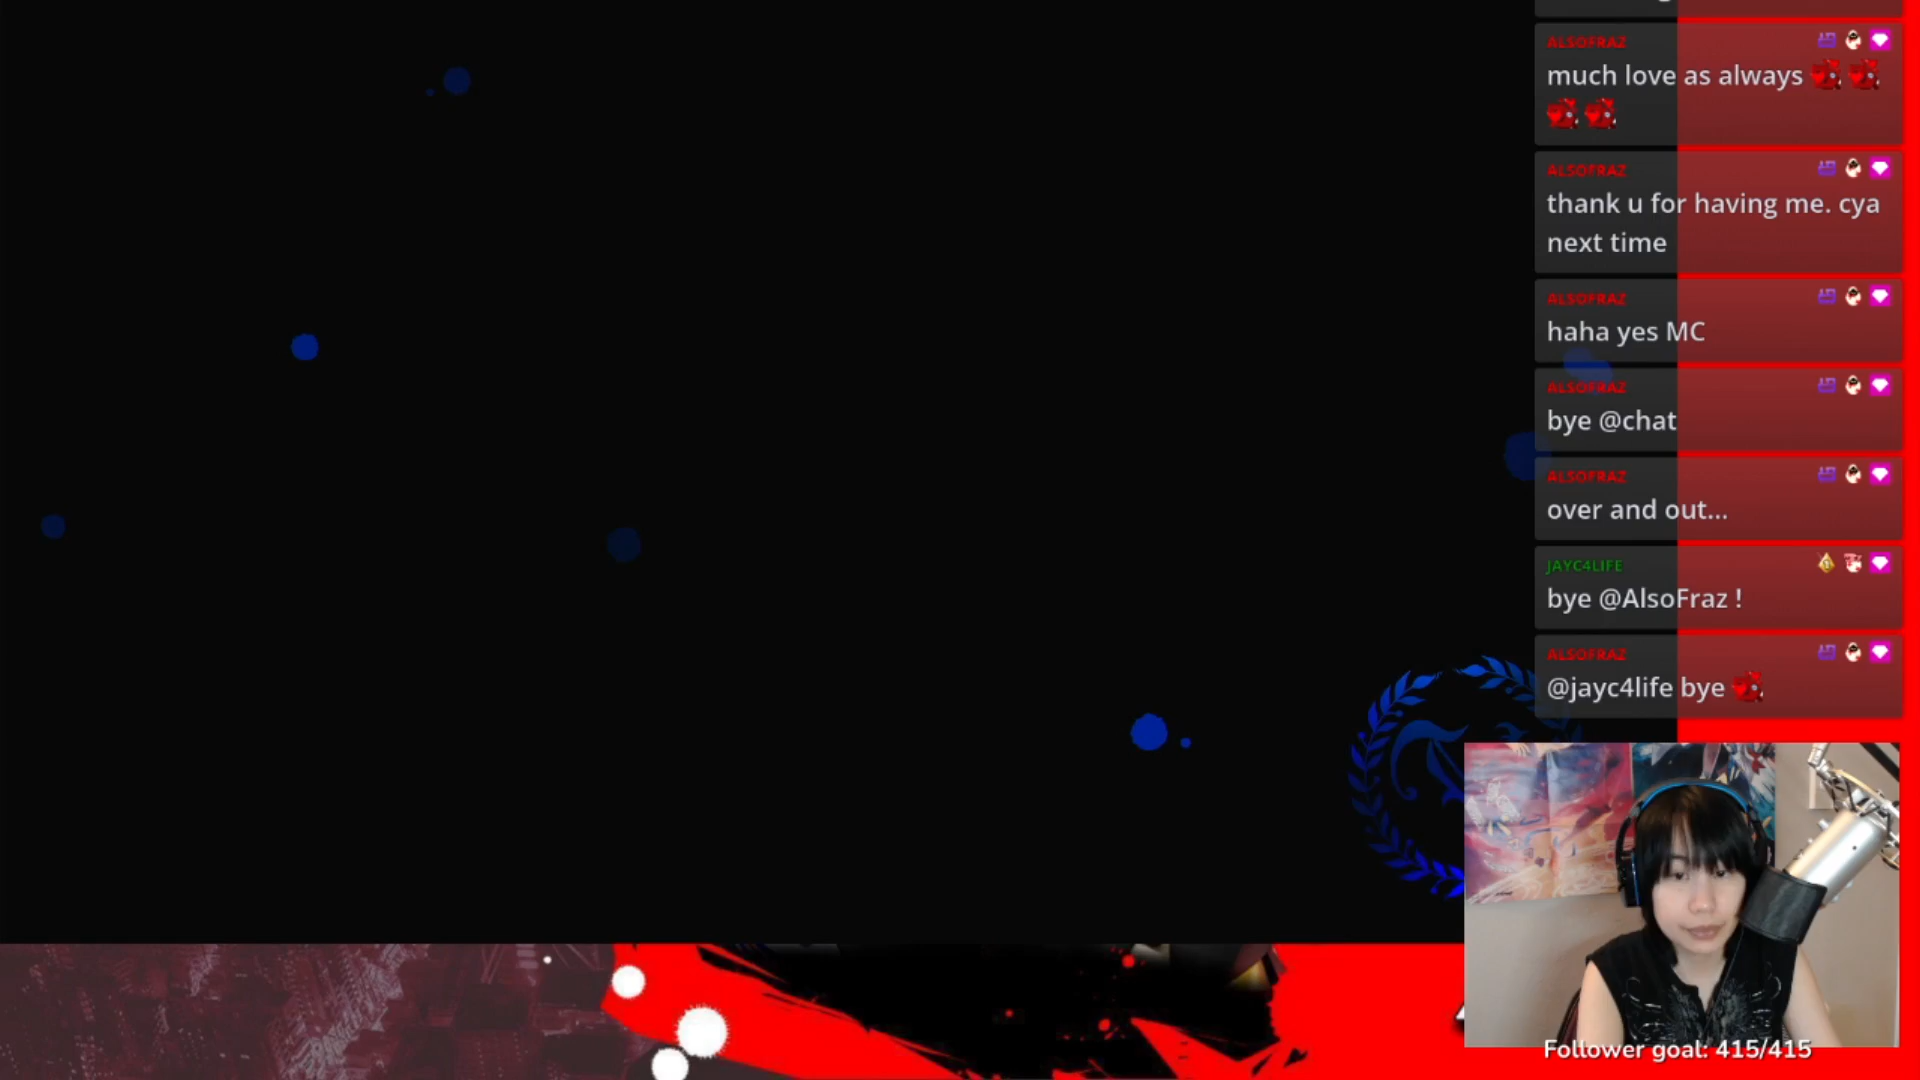 ALSOFRAZ
much love as always
ALSOFRAZ
thank u for having me. cya
next time
ALSOFRAZ
haha yes MC
ALSOFRAZ
bye @chat
ALSOFRAZ
over and out...
JAYC4LIFE
bye @AlsoFraz !
ALSOFRAZ
@jayc4life bye
Follower goal: 415/415